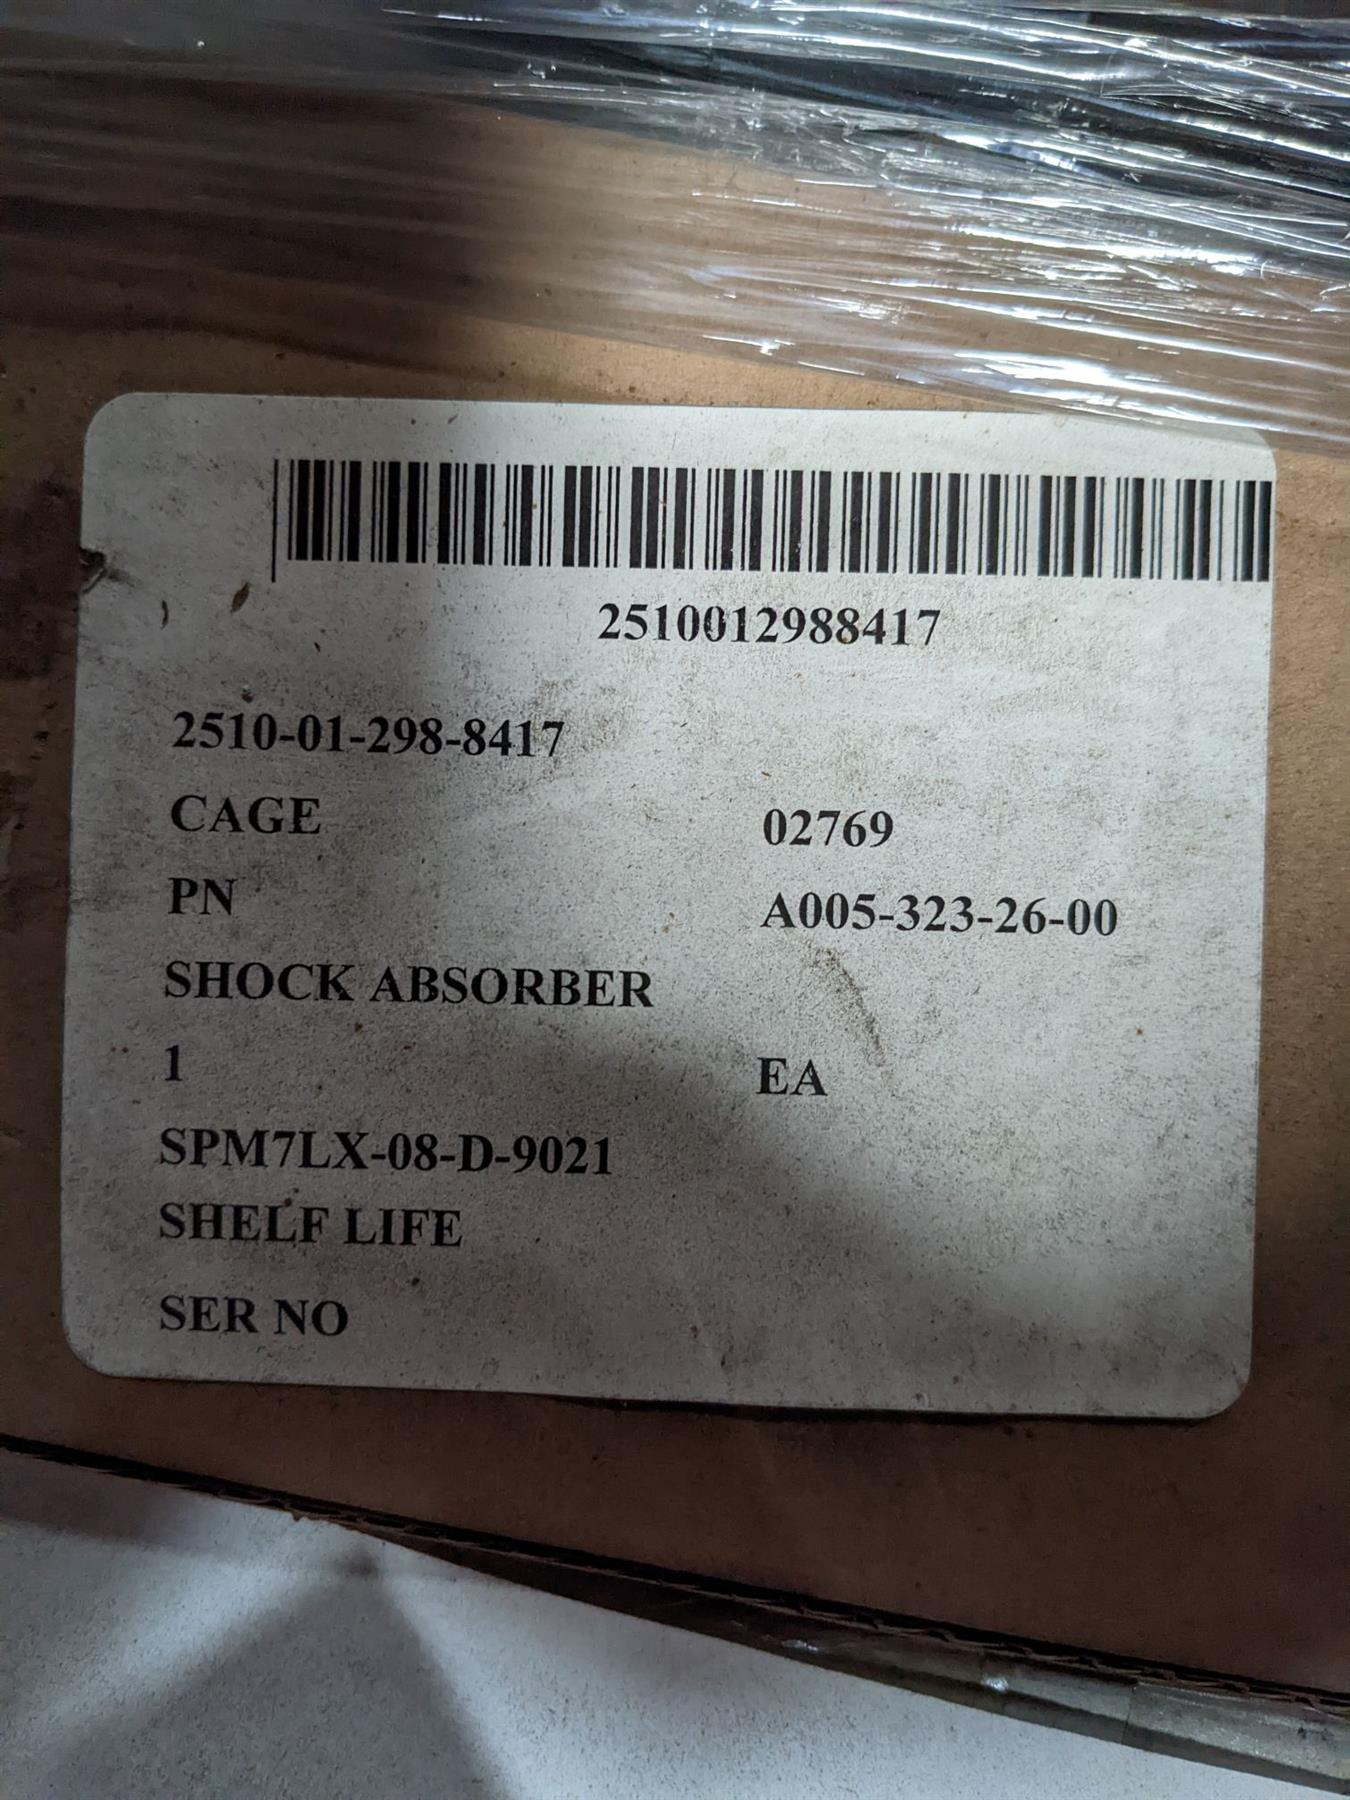 2510012988417
2510-01-298-8417
CAGE 02769
PN A005-323-26-00
SHOCK ABSORBER
1 EA
SPM7LX-08-D-9021
SHELF LIFE
SER NO